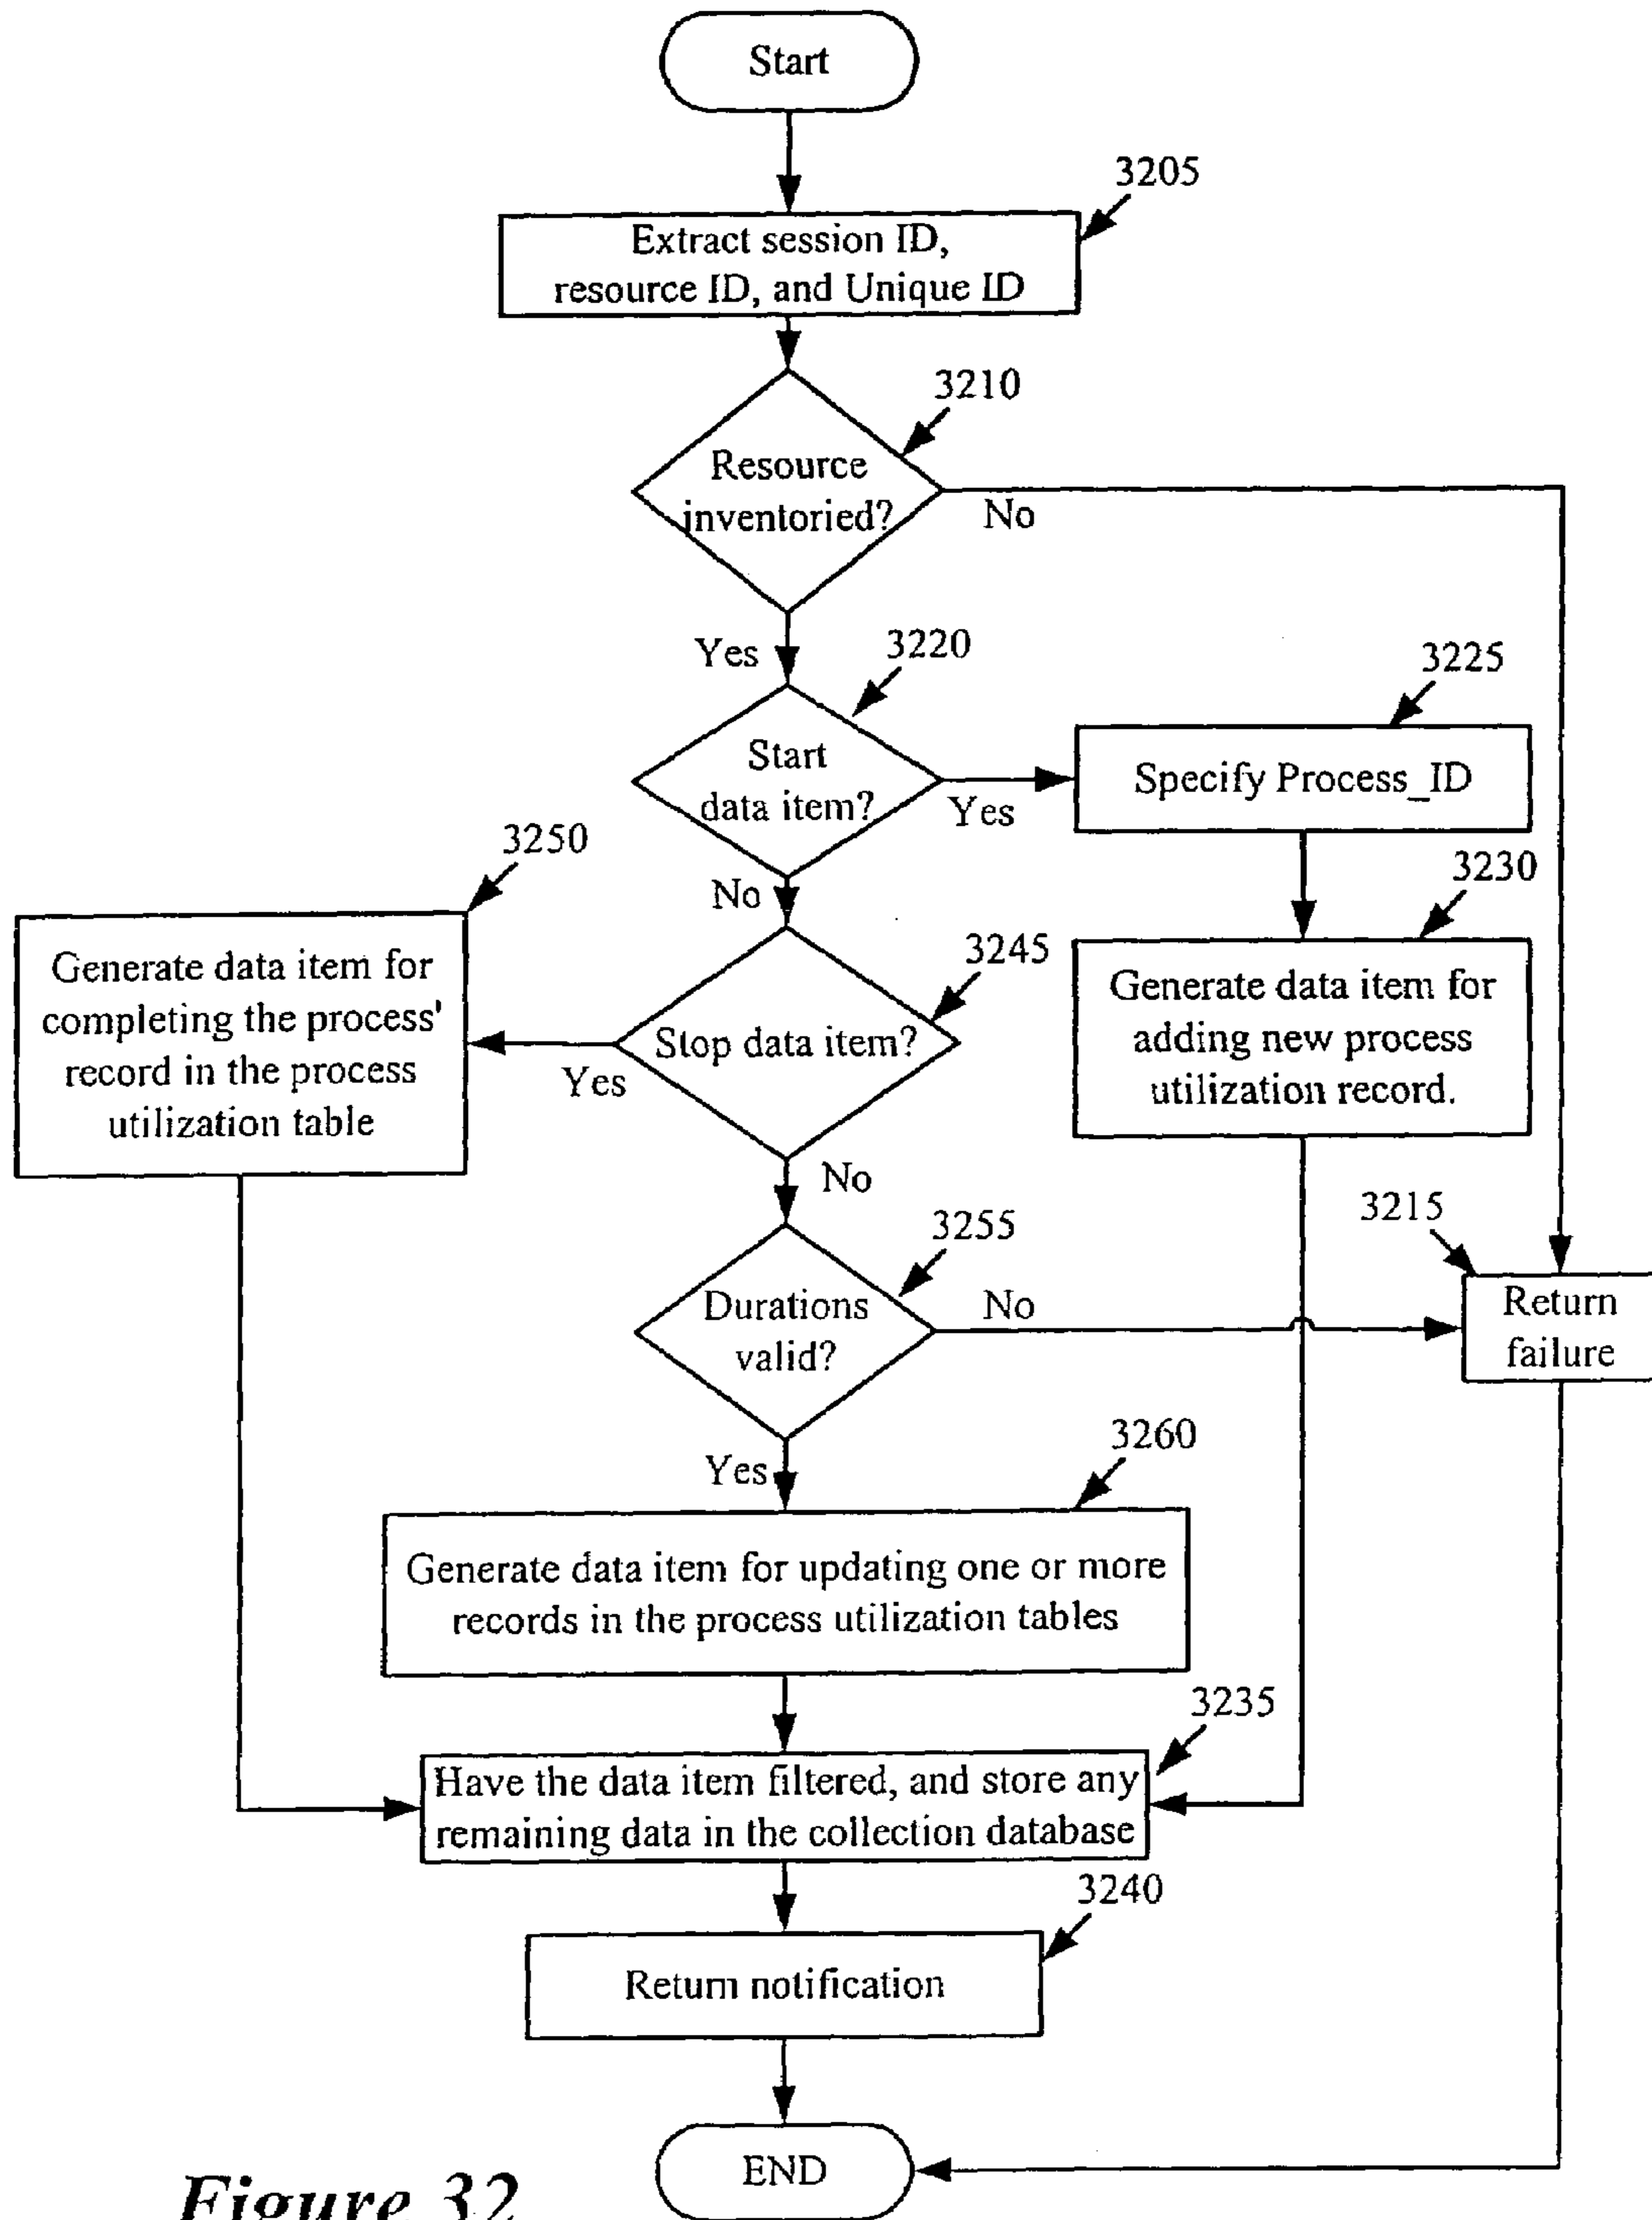 Start
3205
Extract session ID,
resource ID, and Unique ID
3210
Resource
inventoried?
No
Yes
3220
3225
Start
data item?
Yes
Specify Process_ID
3250
No
3230
Generate data item for
completing the process'
record in the process
utilization table
3245
Stop data item?
Yes
Generate data item for
adding new process
utilization record.
No
3215
3255
Durations
valid?
No
Return
failure
Yes
3260
Generate data item for updating one or more
records in the process utilization tables
3235
Have the data item filtered, and store any
remaining data in the collection database
3240
Return notification
END
Figure 32